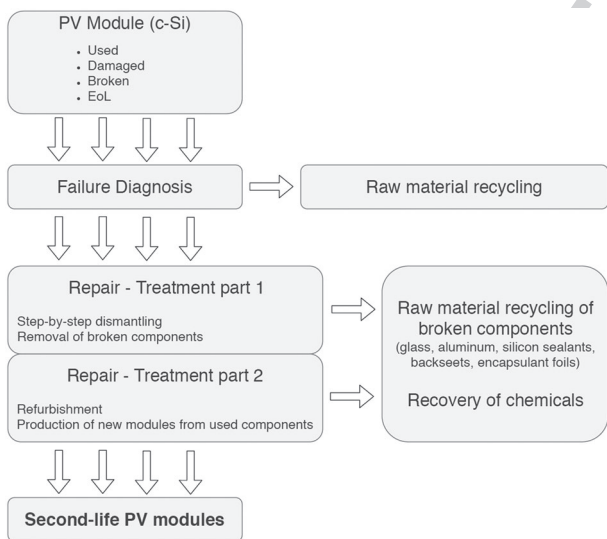 PV Module (c-Si)
• Used
• Damaged
• Broken
• EoL
Failure Diagnosis
Raw material recycling
Repair - Treatment part 1
Step-by-step dismantling
Removal of broken components
Raw material recycling of
broken components
(glass, aluminum, silicon sealants,
backseets, encapsulant foils)
Recovery of chemicals
Repair - Treatment part 2
Refurbishment
Production of new modules from used components
Second-life PV modules